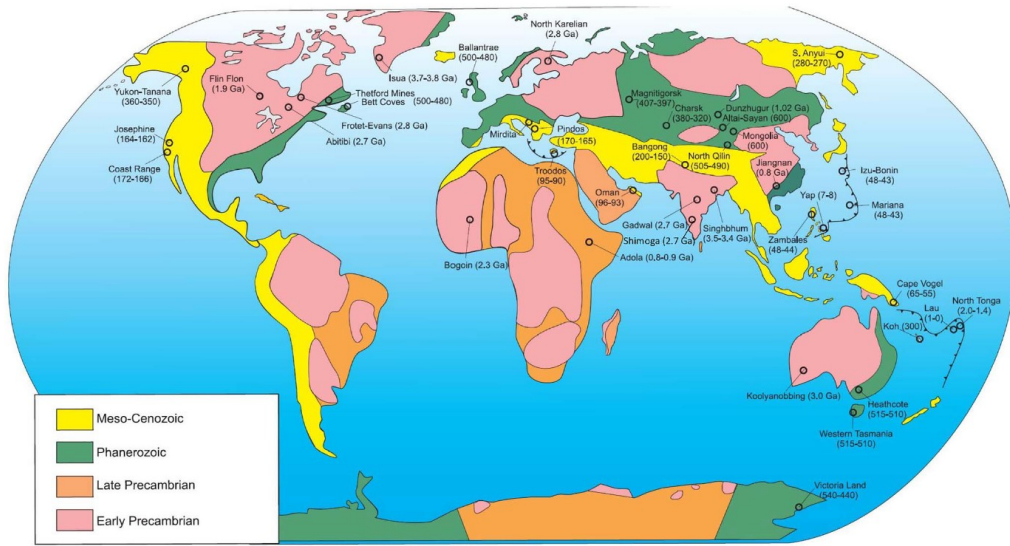 North Karelian
(2.8 Ga)
Ballantrae
(500-480)
S. Anyui
(280-270)
Isua (3.7-3.8 Ga)
Yukon-Tanana
(360-350)
Flin Flon
(1.9 Ga)
Thetford Mines
Bett Coves
(500-480)
Frotet-Evans (2.8 Ga)
Abitibi (2.7 Ga)
Magnitigorsk
(407-397)
Charsk
(380-320)
Dunzhugur (1,02 Ga)
Altai-Sayan (600)
Mongolia
(600)
Josephine
(164-162)
Coast Range
(172-166)
Mirdita
Pindos
(170-165)
Bangong
(200-150)
North Qilin
(505-490)
Jiangnan
(0.8 Ga)
Izu-Bonin
(48-43)
Troodos
(95-90)
Oman
(96-93)
Yap (7-8)
Mariana
(48-43)
Gadwal (2.7 Ga)
Singhbhum
(3.5-3.4 Ga)
Zambales
(48-44)
Shimoga (2.7 Ga)
Adola (0.8-0.9 Ga)
Bogoin (2.3 Ga)
Cape Vogel
(65-55)
North Tonga
(2.0-1.4)
Lau
(1-0)
Koh (300)
Koolyanobbing (3,0 Ga)
Heathcote
(515-510)
Western Tasmania
(515-510)
Victoria Land
(540-440)
Meso-Cenozoic
Phanerozoic
Late Precambrian
Early Precambrian